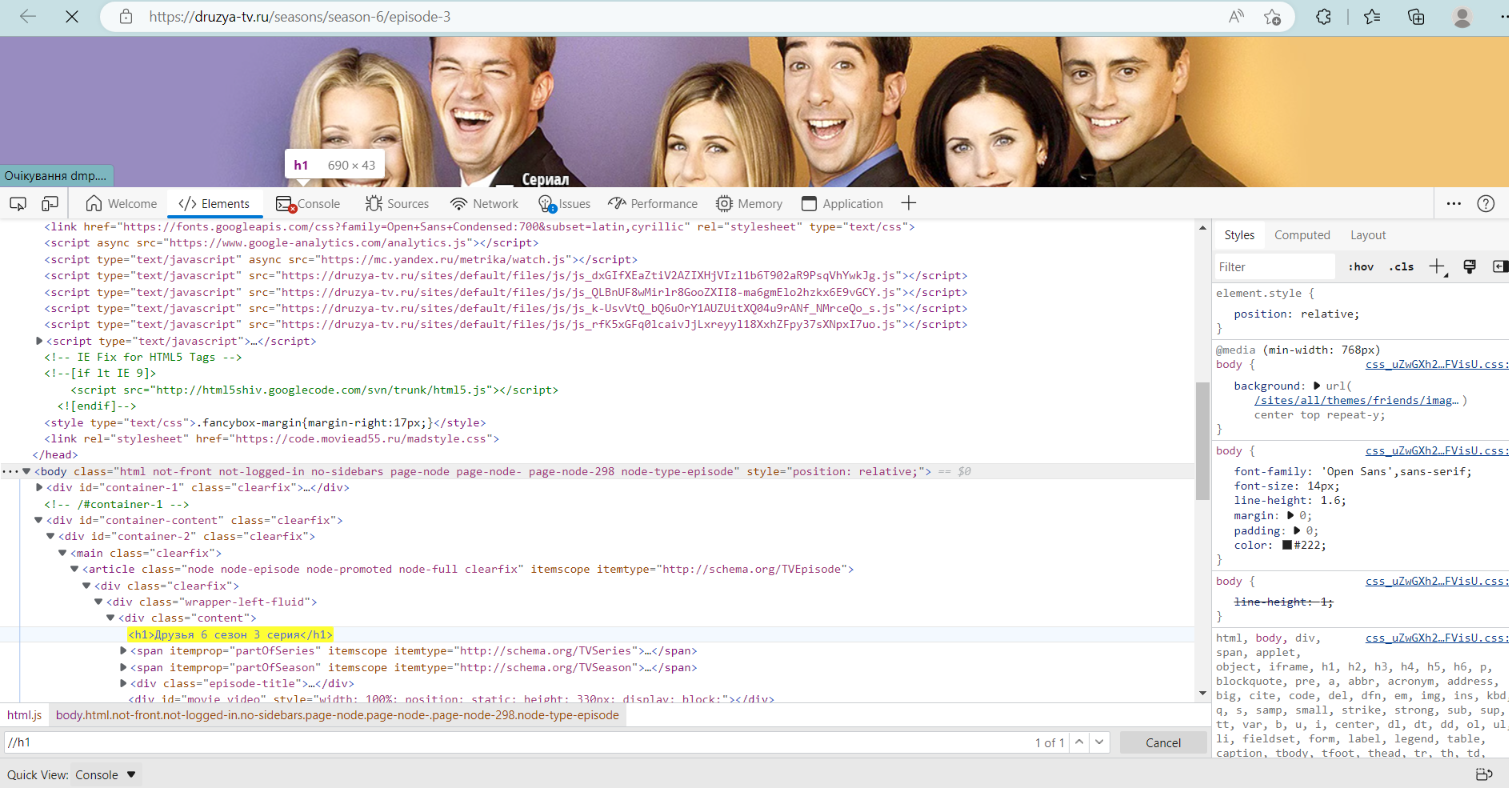 https://druzya-tv.ru/seasons/season-6/episode-3
h1 690 × 43
Очікування dmp....
Сериал
Welcome Elements Console Sources Network Issues Performance Memory Application
<link href="https://fonts.googleapis.com/css?family=Open+Sans+Condensed:700&subset=latin,cyrillic" rel="stylesheet" type="text/css">
<script async src="https://www.google-analytics.com/analytics.js"></script>
<script type="text/javascript" async src="https://mc.yandex.ru/metrika/watch.js"></script>
<script type="text/javascript" src="https://druzya-tv.ru/sites/default/files/js/js_dxGIfXEaZtiV2AZIXHjVIzl1b6T902aR9PsqVhYwkJg.js"></script>
<script type="text/javascript" src="https://druzya-tv.ru/sites/default/files/js/js_QLBnUF8wMirlr8GooZXII8-ma6gmElo2hzkx6E9vGCY.js"></script>
<script type="text/javascript" src="https://druzya-tv.ru/sites/default/files/js/js_k-UsvVtQ_bQ6uOrY1AUZUitXQ04u9rANf_NMrceQo_s.js"></script>
<script type="text/javascript" src="https://druzya-tv.ru/sites/default/files/js/js_rfK5xGFq0lcaivJjLxreyyl18XxhZFpy37sXNpxI7uo.js"></script>
<script type="text/javascript">…</script>
<!-- IE Fix for HTML5 Tags -->
<!--[if lt IE 9]>
<script src="http://html5shiv.googlecode.com/svn/trunk/html5.js"></script>
<![endif]-->
<style type="text/css">.fancybox-margin{margin-right:17px;}</style>
<link rel="stylesheet" href="https://code.moviead55.ru/madstyle.css">
</head>
<body class="html not-front not-logged-in no-sidebars page-node page-node- page-node-298 node-type-episode" style="position: relative;"> == $0
<div id="container-1" class="clearfix">…</div>
<!-- /#container-1 -->
<div id="container-content" class="clearfix">
<div id="container-2" class="clearfix">
<main class="clearfix">
<article class="node node-episode node-promoted node-full clearfix" itemscope itemtype="http://schema.org/TVEpisode">
<div class="clearfix">
<div class="wrapper-left-fluid">
<div class="content">
<h1>Друзья 6 сезон 3 серия</h1>
<span itemprop="partOfSeries" itemscope itemtype="http://schema.org/TVSeries">…</span>
<span itemprop="partOfSeason" itemscope itemtype="http://schema.org/TVSeason">…</span>
<div class="episode-title">…</div>
<div id="movie_video" style="width: 100%; position: static; height: 330px; display: block;"></div>
html.js body.html.not-front.not-logged-in.no-sidebars.page-node.page-node-.page-node-298.node-type-episode
//h1 1 of 1 Cancel
Quick View: Console
Styles Computed Layout
Filter :hov .cls
element.style {
position: relative;
}
@media (min-width: 768px)
body { css_uZwGXh2…FVisU.css:
background: url(
/sites/all/themes/friends/imag… )
center top repeat-y;
}
body { css_uZwGXh2…FVisU.css:
font-family: 'Open Sans',sans-serif;
font-size: 14px;
line-height: 1.6;
margin: 0;
padding: 0;
color: #222;
}
body { css_uZwGXh2…FVisU.css:
line-height: 1;
}
html, body, div, css_uZwGXh2…FVisU.css:
span, applet,
object, iframe, h1, h2, h3, h4, h5, h6, p,
blockquote, pre, a, abbr, acronym, address,
big, cite, code, del, dfn, em, img, ins, kbd,
q, s, samp, small, strike, strong, sub, sup,
tt, var, b, u, i, center, dl, dt, dd, ol, ul,
li, fieldset, form, label, legend, table,
caption, tbody, tfoot, thead, tr, th, td,